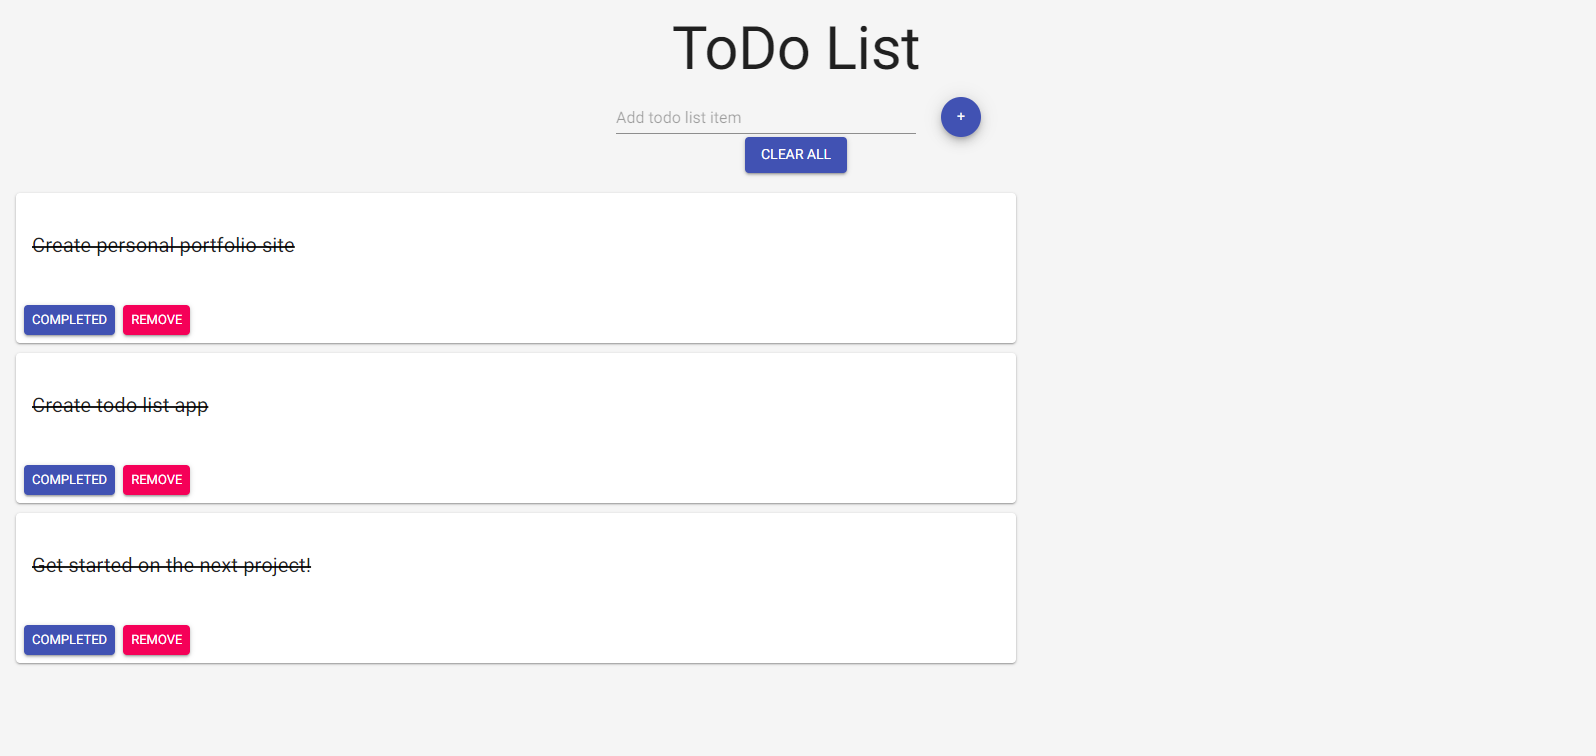 ToDo List
Add todo list item
+
CLEAR ALL
Create personal portfolio site
COMPLETED REMOVE
Create todo list app
COMPLETED REMOVE
Get started on the next project!
COMPLETED REMOVE